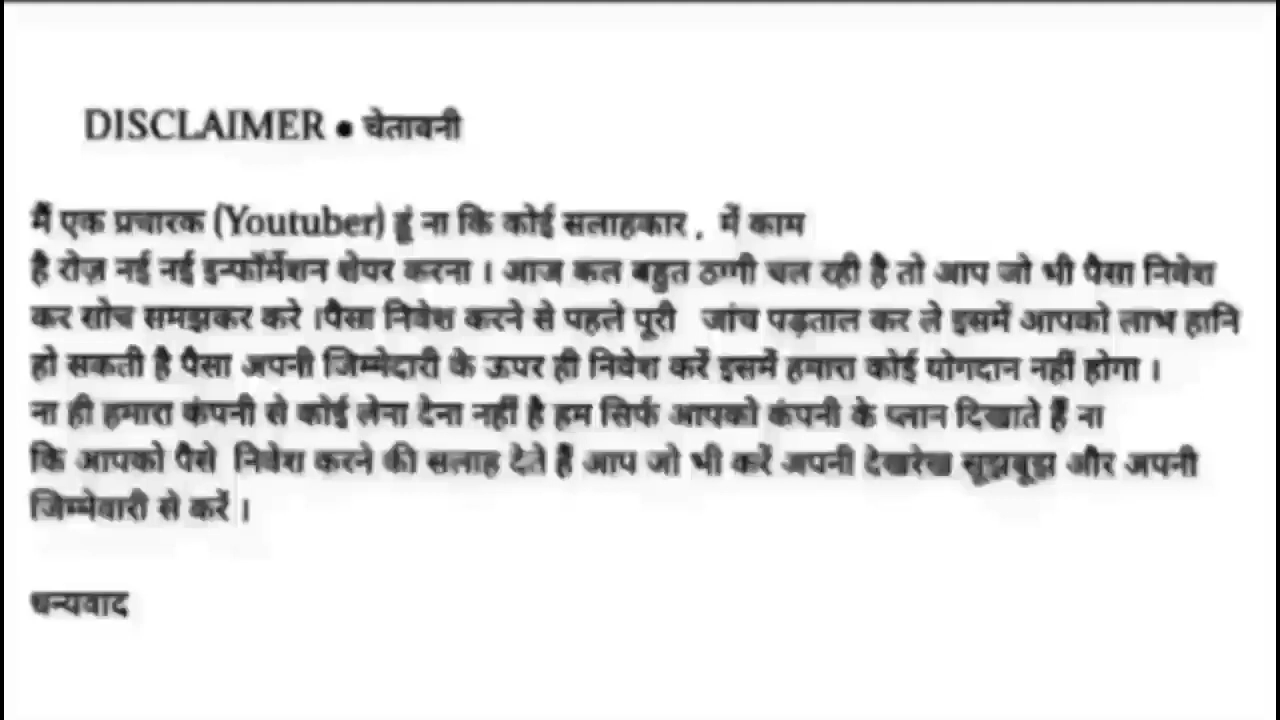 DISCLAIMER • चेतावनी
मैं एक प्रचारक (Youtuber) हूं ना कि कोई सलाहकार , में काम
है रोज़ नई नई इन्फॉर्मेशन शेयर करना । आज कल बहुत ठग्गी चल रही है तो आप जो भी पैसा निवेश
कर सोच समझकर करे ।पैसा निवेश करने से पहले पूरी जांच पड़ताल कर ले इसमें आपको लाभ हानि
हो सकती है पैसा अपनी जिम्मेदारी के ऊपर ही निवेश करें इसमें हमारा कोई योगदान नहीं होगा ।
ना ही हमारा कंपनी से कोई लेना देना नहीं है हम सिर्फ आपको कंपनी के प्लान दिखाते हैं ना
कि आपको पैसे निवेश करने की सलाह देते हैं आप जो भी करें अपनी देखरेख सूझबूझ और अपनी
जिम्मेवारी से करें ।
धन्यवाद